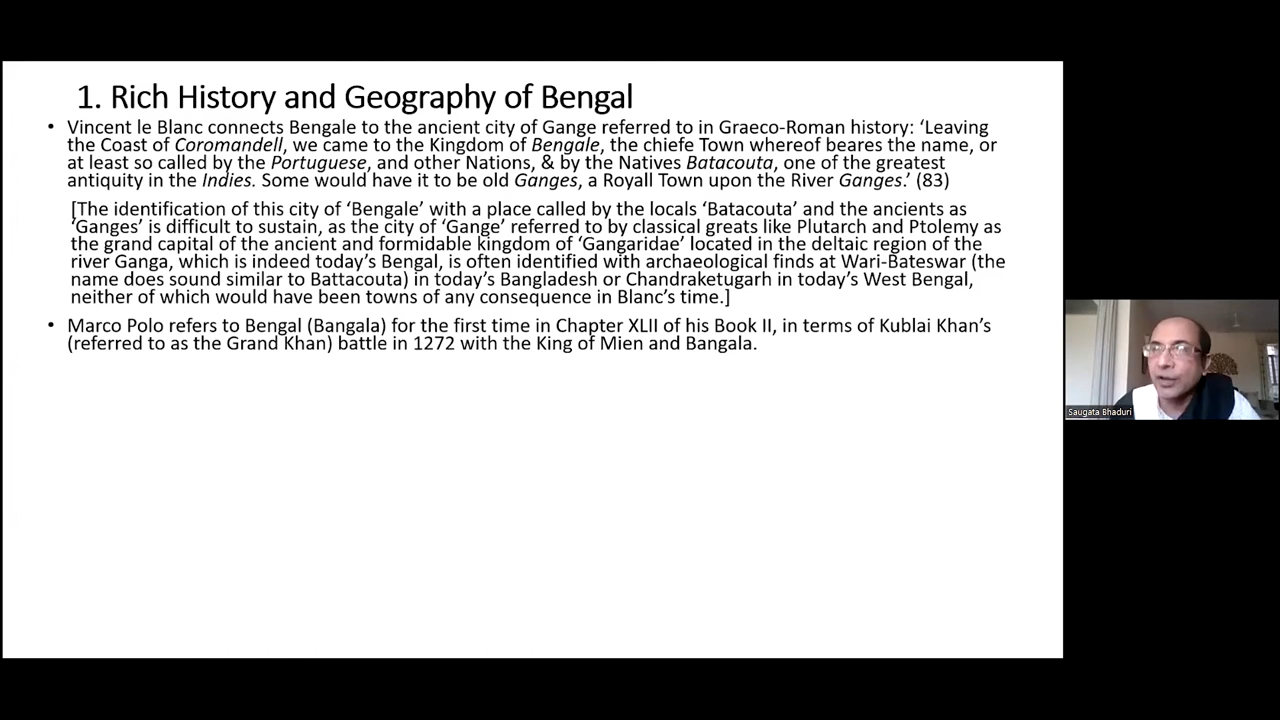 1. Rich History and Geography of Bengal
• Vincent le Blanc connects Bengale to the ancient city of Gange referred to in Graeco-Roman history: ‘Leaving
the Coast of Coromandell, we came to the Kingdom of Bengale, the chiefe Town whereof beares the name, or
at least so called by the Portuguese, and other Nations, & by the Natives Batacouta, one of the greatest
antiquity in the Indies. Some would have it to be old Ganges, a Royall Town upon the River Ganges.’ (83)
[The identification of this city of ‘Bengale’ with a place called by the locals ‘Batacouta’ and the ancients as
‘Ganges’ is difficult to sustain, as the city of ‘Gange’ referred to by classical greats like Plutarch and Ptolemy as
the grand capital of the ancient and formidable kingdom of ‘Gangaridae’ located in the deltaic region of the
river Ganga, which is indeed today’s Bengal, is often identified with archaeological finds at Wari-Bateswar (the
name does sound similar to Battacouta) in today’s Bangladesh or Chandraketugarh in today’s West Bengal,
neither of which would have been towns of any consequence in Blanc’s time.]
• Marco Polo refers to Bengal (Bangala) for the first time in Chapter XLII of his Book II, in terms of Kublai Khan’s
(referred to as the Grand Khan) battle in 1272 with the King of Mien and Bangala.
Saugata Bhaduri